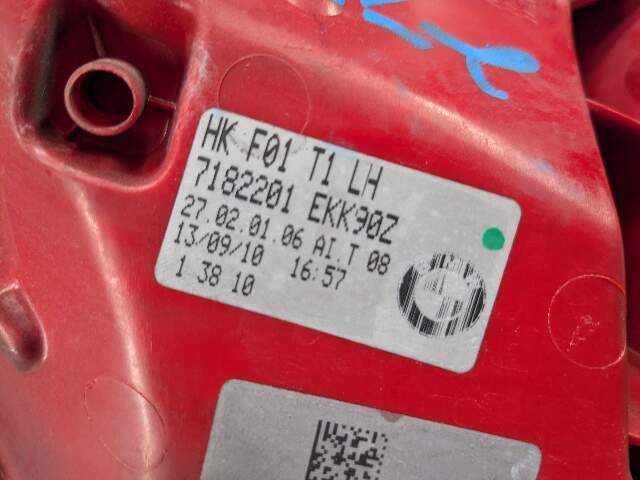 HK F01 T1 LH
7182201 EKK90Z
27.02.01.06 AI.T 08
13/09/10 16:57
1 38 10